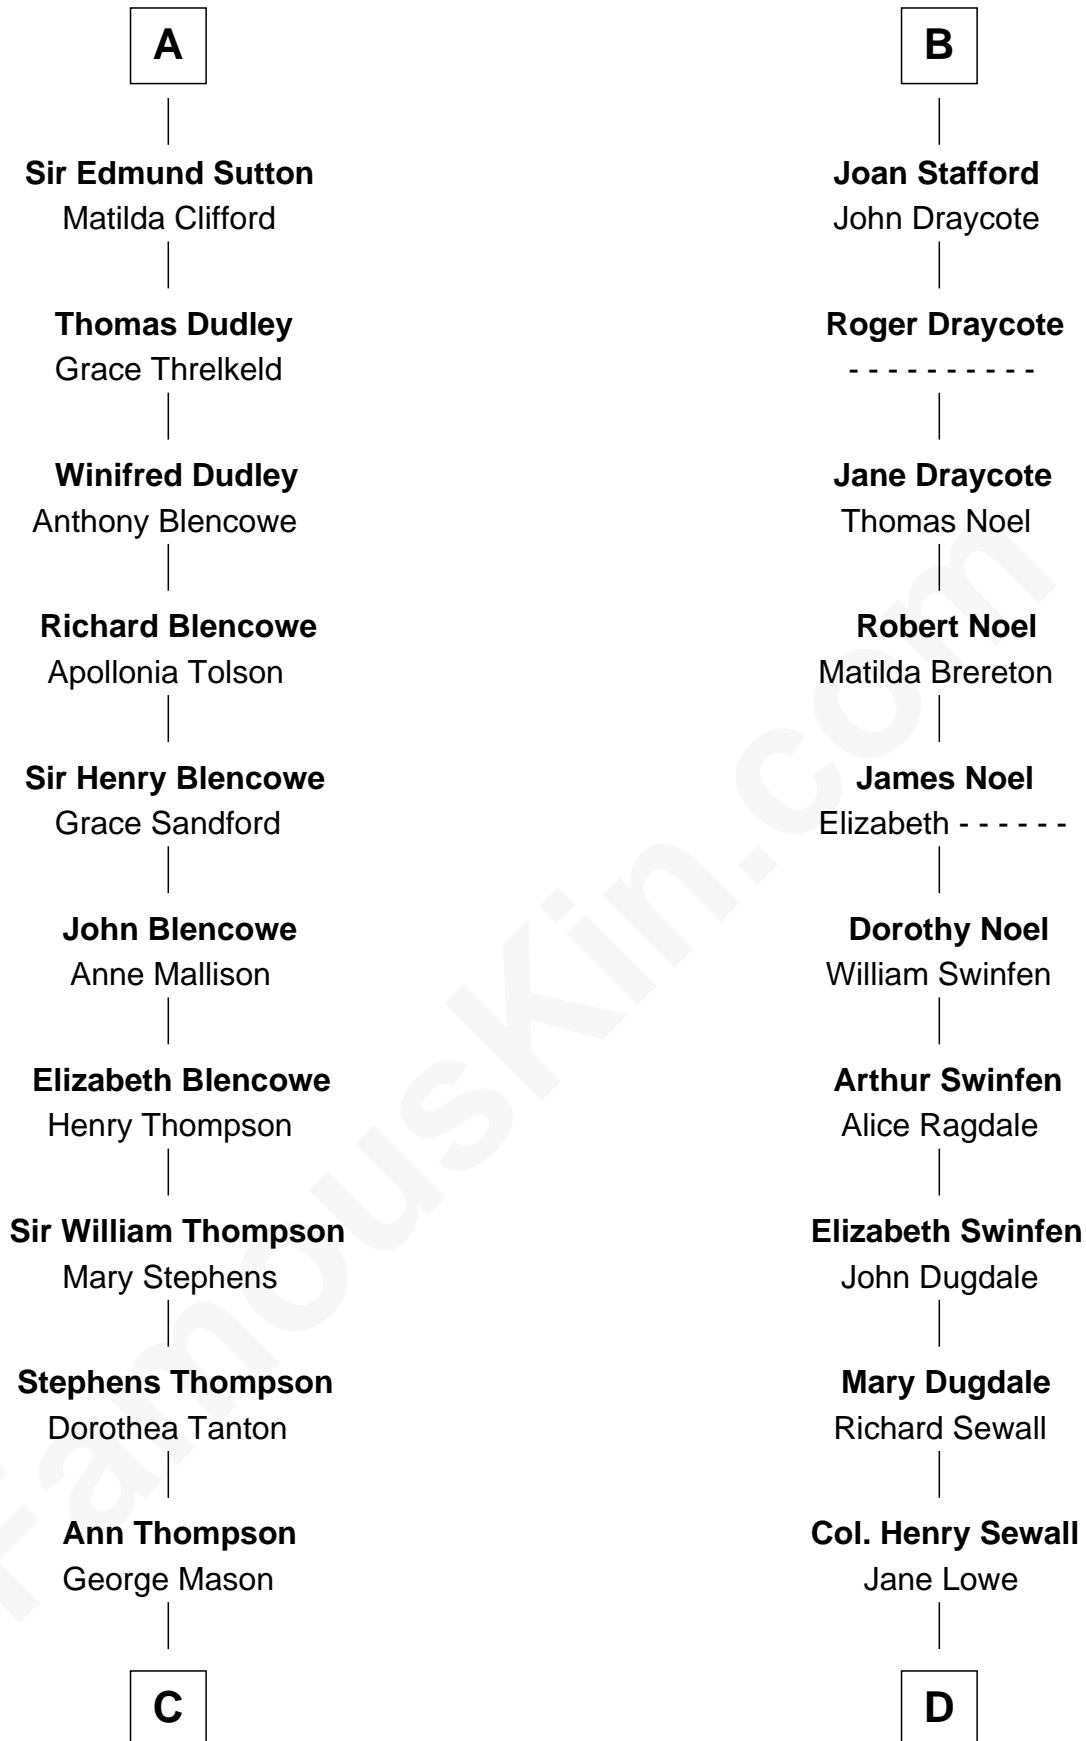 A
Sir Edmund Sutton
Matilda Clifford
Thomas Dudley
Grace Threlkeld
Winifred Dudley
Anthony Blencowe
Richard Blencowe
Apollonia Tolson
Sir Henry Blencowe
Grace Sandford
John Blencowe
Anne Mallison
Elizabeth Blencowe
Henry Thompson
Sir William Thompson
Mary Stephens
Stephens Thompson
Dorothea Tanton
Ann Thompson
George Mason
C
B
Joan Stafford
John Draycote
Roger Draycote
- - - - - - - - - -
Jane Draycote
Thomas Noel
Robert Noel
Matilda Brereton
James Noel
Elizabeth - - - - - -
Dorothy Noel
William Swinfen
Arthur Swinfen
Alice Ragdale
Elizabeth Swinfen
John Dugdale
Mary Dugdale
Richard Sewall
Col. Henry Sewall
Jane Lowe
D
FamousKin.com